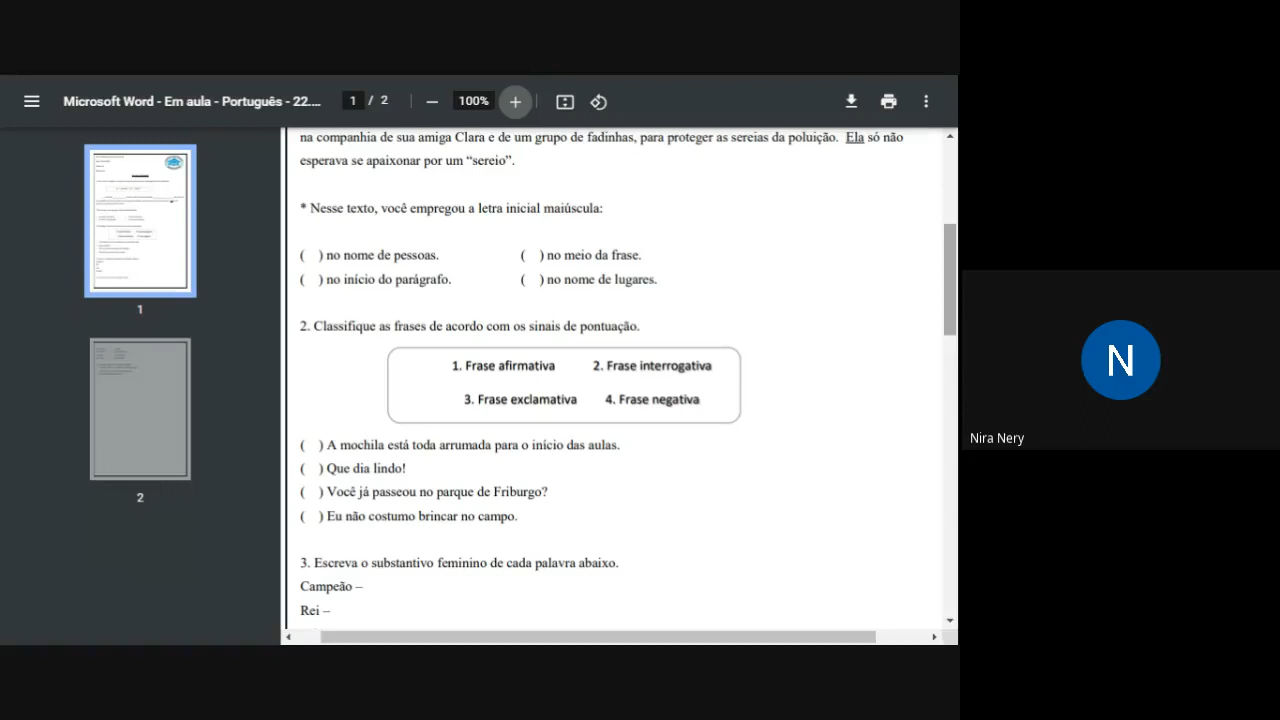 Microsoft Word - Em aula - Português - 22....
1 / 2
100%
na companhia de sua amiga Clara e de um grupo de fadinhas, para proteger as sereias da poluição. Ela só não
esperava se apaixonar por um “sereio”.
* Nesse texto, você empregou a letra inicial maiúscula:
( ) no nome de pessoas. ( ) no meio da frase.
( ) no início do parágrafo. ( ) no nome de lugares.
2. Classifique as frases de acordo com os sinais de pontuação.
1. Frase afirmativa 2. Frase interrogativa
3. Frase exclamativa 4. Frase negativa
( ) A mochila está toda arrumada para o início das aulas.
( ) Que dia lindo!
( ) Você já passeou no parque de Friburgo?
( ) Eu não costumo brincar no campo.
3. Escreva o substantivo feminino de cada palavra abaixo.
Campeão –
Rei –
1
2
N
Nira Nery